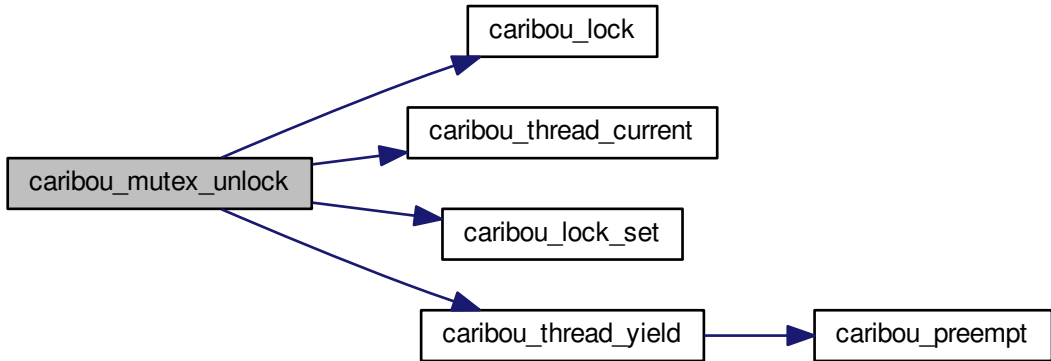 caribou_lock
caribou_thread_current
caribou_mutex_unlock
caribou_lock_set
caribou_thread_yield
caribou_preempt